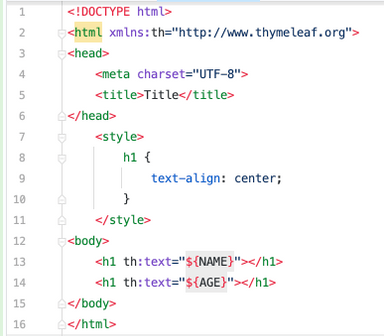 1 <!DOCTYPE html>
2 <html xmlns:th="http://www.thymeleaf.org">
3 <head>
4 <meta charset="UTF-8">
5 <title>Title</title>
6 </head>
7 <style>
8 h1 {
9 text-align: center;
10 }
11 </style>
12 <body>
13 <h1 th:text="${NAME}"></h1>
14 <h1 th:text="${AGE}"></h1>
15 </body>
16 </html>